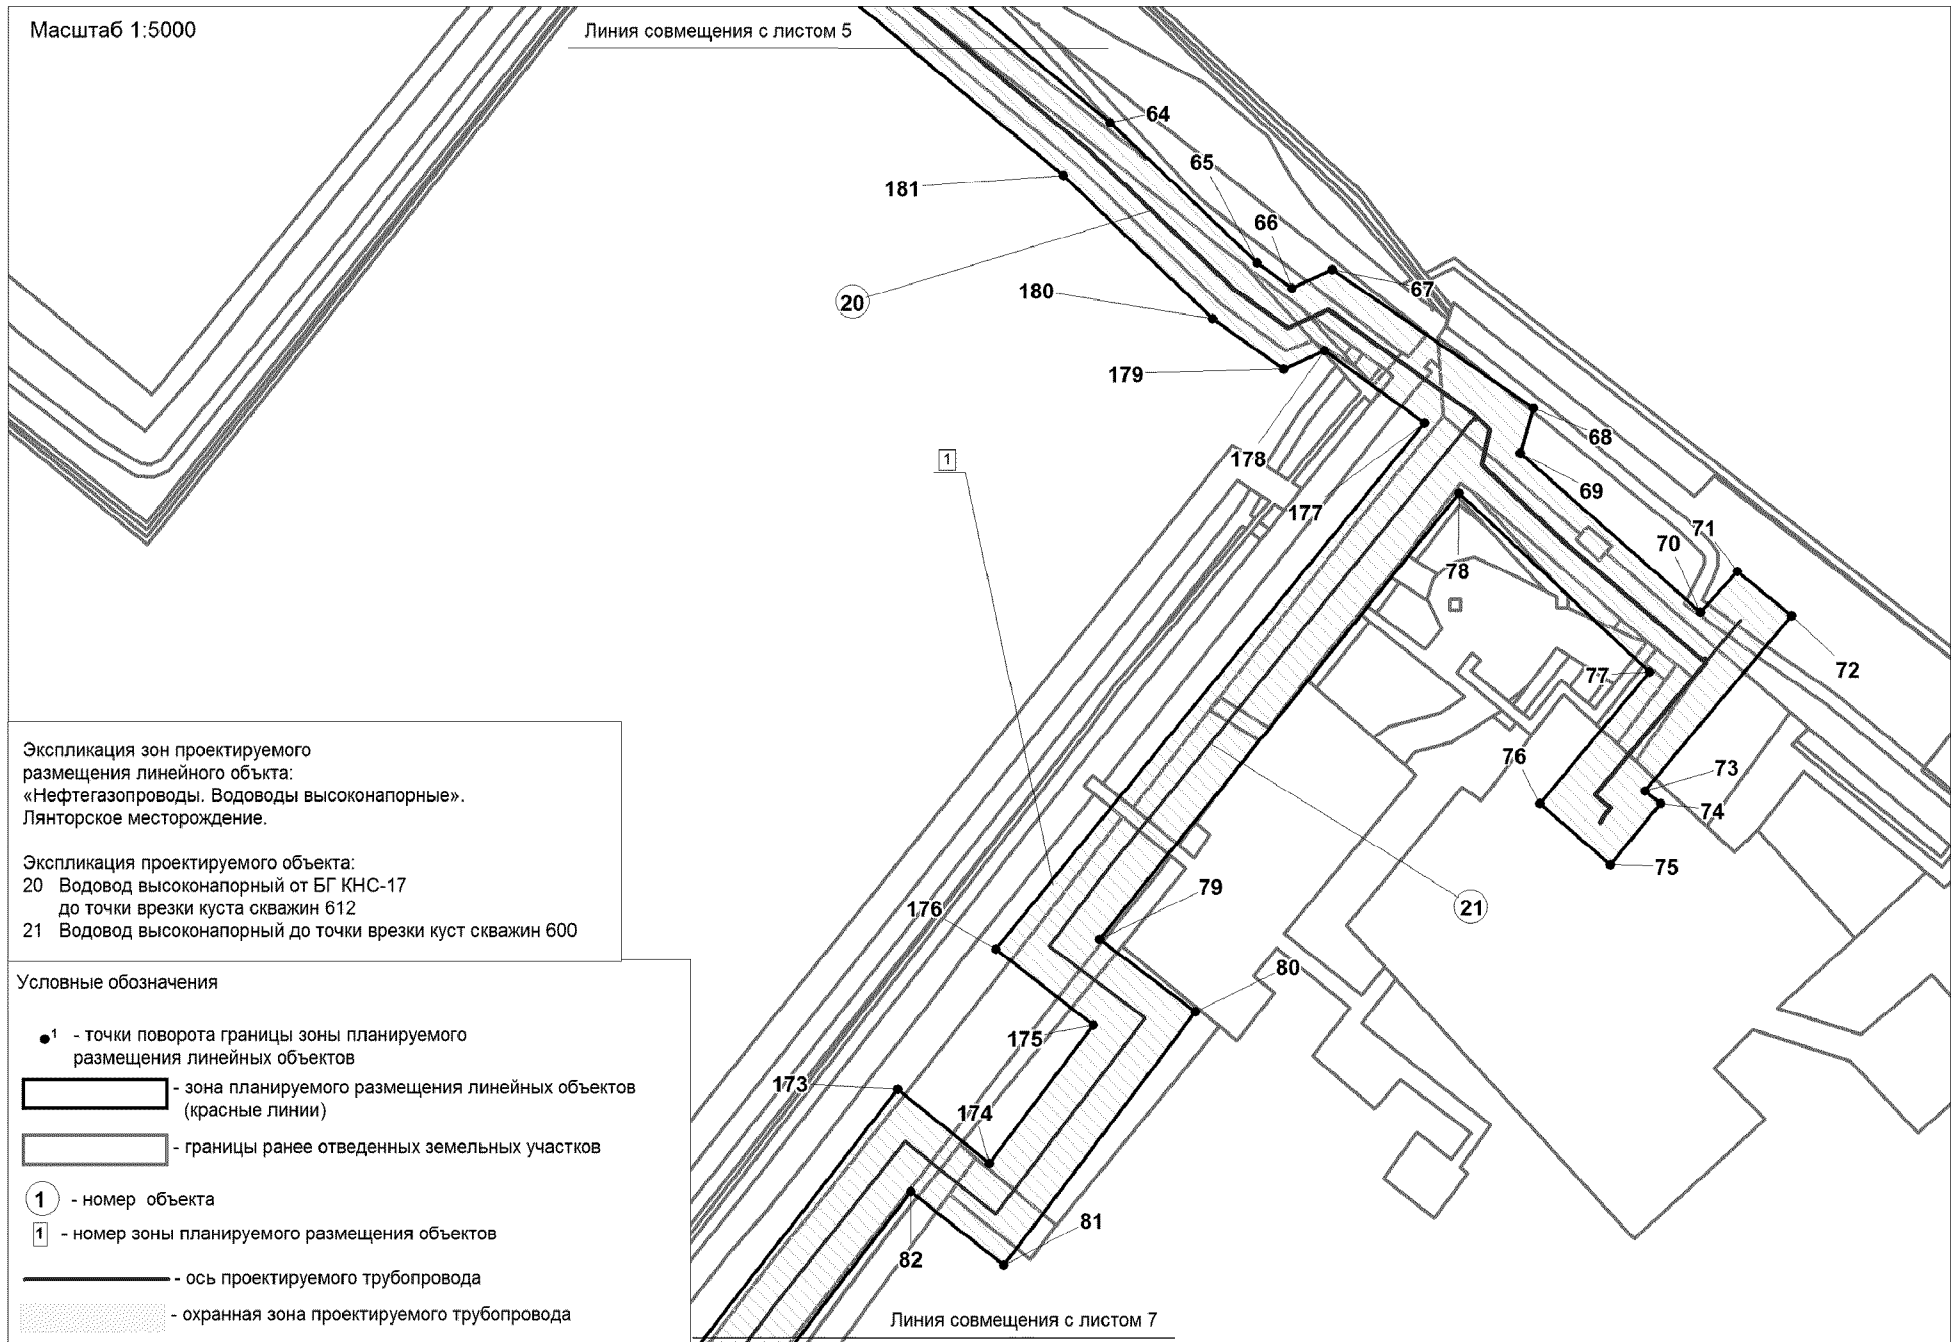 Масштаб 1:5000
Линия совмещения с листом 5
64
65
181
66
20
180
67
179
68
178
1
69
177
71
70
78
72
77
76
73
74
75
79
176
21
80
175
173
174
81
82
Экспликация зон проектируемого
размещения линейного объкта:
«Нефтегазопроводы. Водоводы высоконапорные».
Лянторское месторождение.
Экспликация проектируемого объекта:
20 Водовод высоконапорный от БГ КНС-17
до точки врезки куста скважин 612
21 Водовод высоконапорный до точки врезки куст скважин 600
Условные обозначения
1 - точки поворота границы зоны планируемого
размещения линейных объектов
- зона планируемого размещения линейных объектов
(красные линии)
- границы ранее отведенных земельных участков
1 - номер объекта
1 - номер зоны планируемого размещения объектов
- ось проектируемого трубопровода
- охранная зона проектируемого трубопровода
Линия совмещения с листом 7